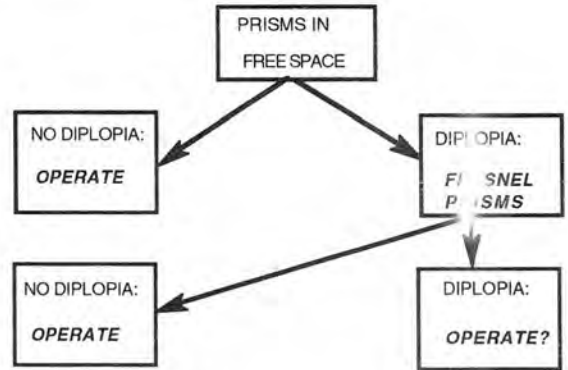 PRISMS IN
FREE SPACE
NO DIPLOPIA:
OPERATE
DIPLOPIA:
NO DIPLOPIA:
OPERATE
DIPLOPIA:
OPERATE?